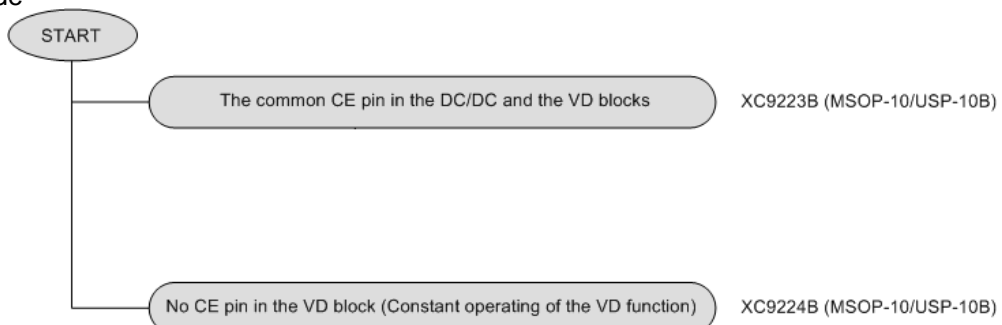 START
The common CE pin in the DC/DC and the VD blocks XC9223B (MSOP-10/USP-10B)
No CE pin in the VD block (Constant operating of the VD function) XC9224B (MSOP-10/USP-10B)